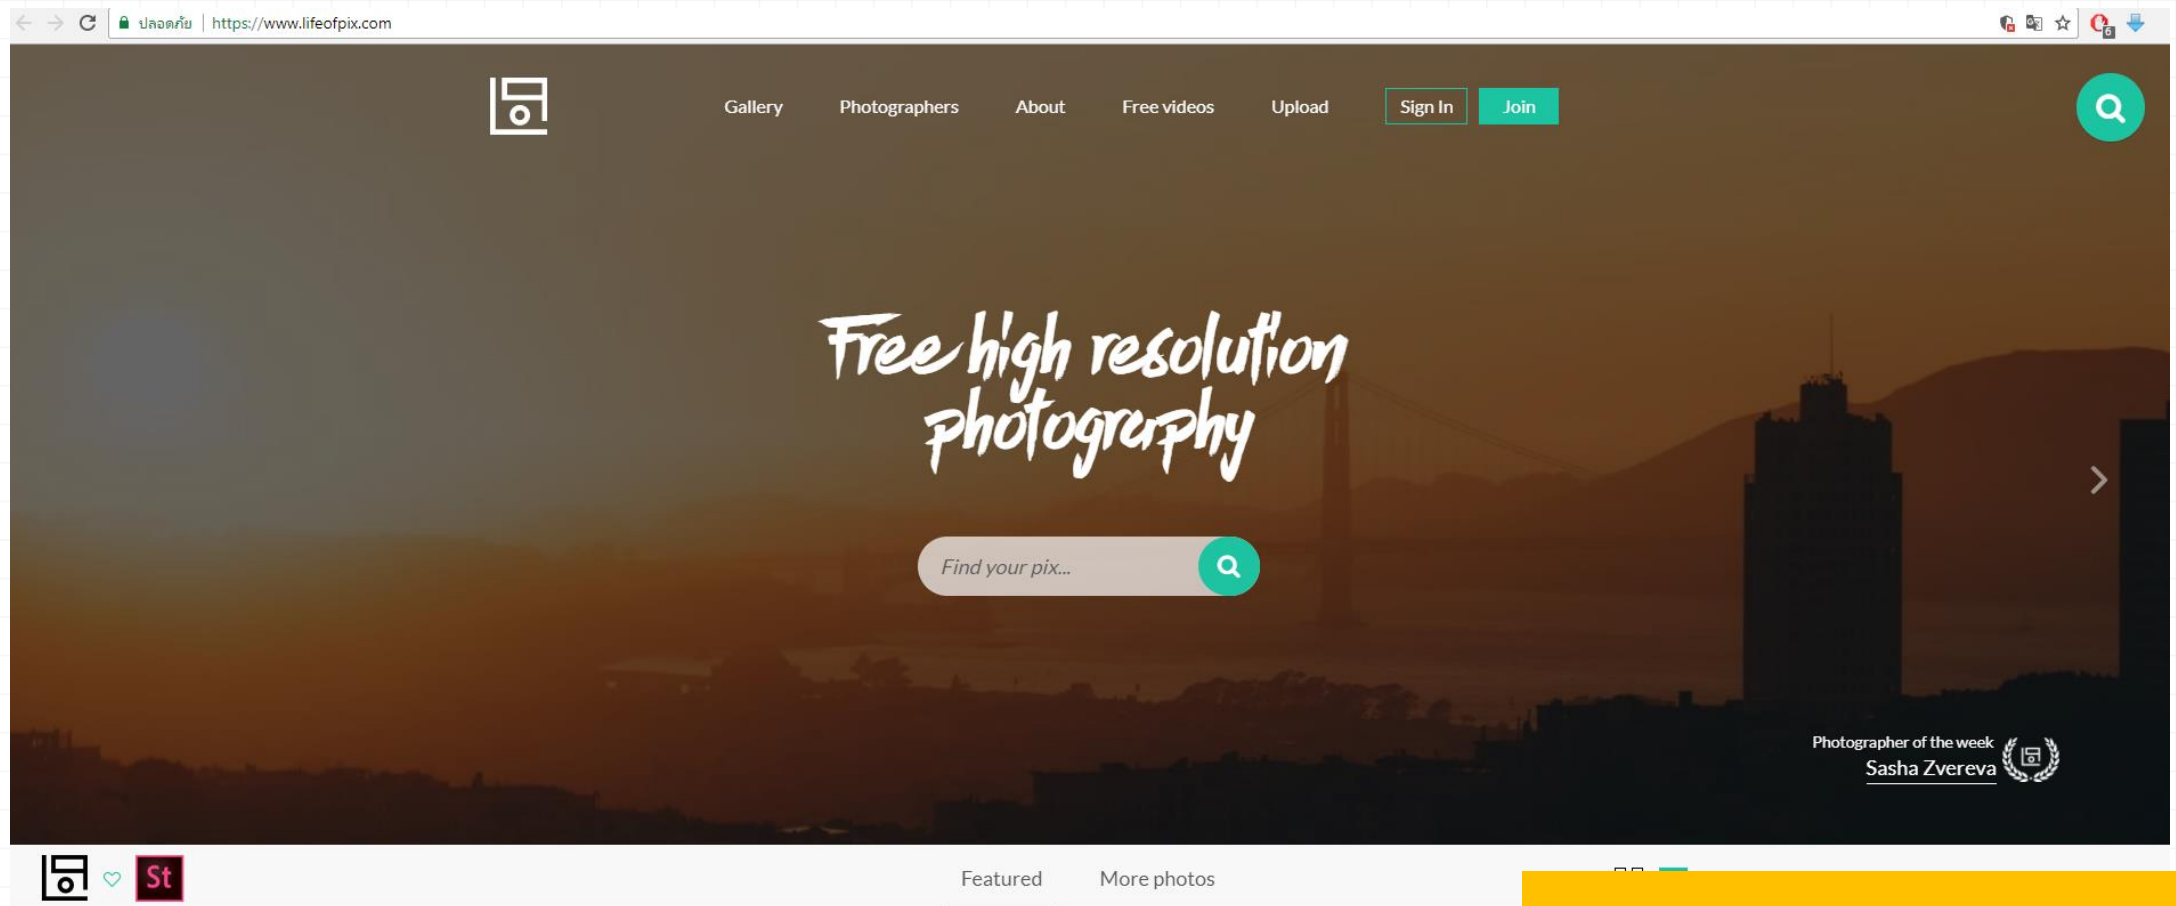 ปลอดภัย | https://www.lifeofpix.com
6
Gallery Photographers About Free videos Upload Sign In Join
Free high resolution
photography
Find your pix...
Photographer of the week
Sasha Zvereva
St
Featured More photos